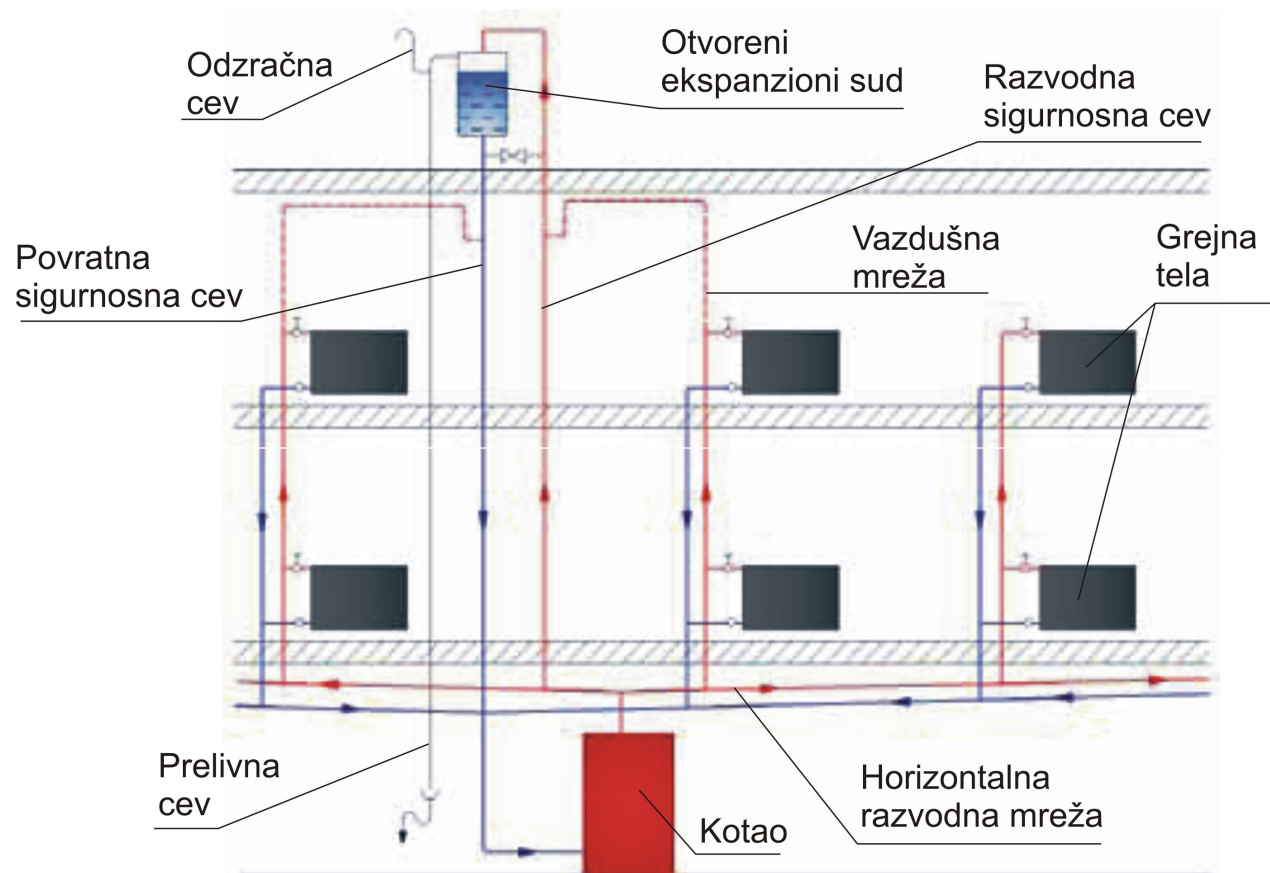 Odzračna
cev
Otvoreni
ekspanzioni sud
Razvodna
sigurnosna cev
Povratna
sigurnosna cev
Vazdušna
mreža
Grejna
tela
Prelivna
cev
Kotao
Horizontalna
razvodna mreža